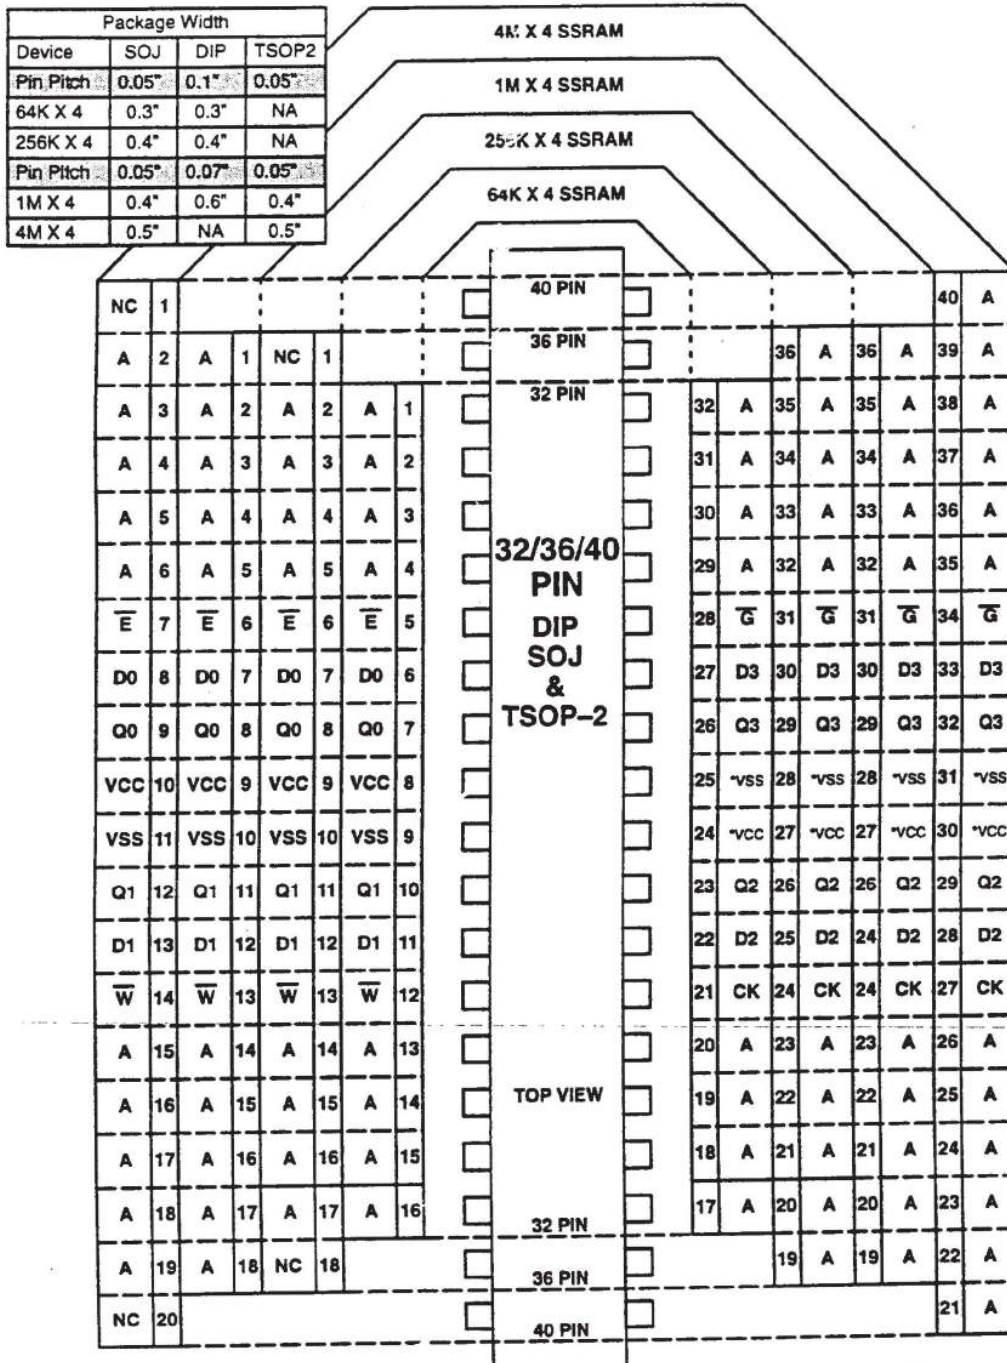 Package Width
Device SOJ DIP TSOP2
Pin Pitch 0.05" 0.1" 0.05"
64K X 4 0.3" 0.3" NA
256K X 4 0.4" 0.4" NA
Pin Pitch 0.05" 0.07" 0.05"
1M X 4 0.4" 0.6" 0.4"
4M X 4 0.5" NA 0.5"
4M X 4 SSRAM
1M X 4 SSRAM
256K X 4 SSRAM
64K X 4 SSRAM
NC 1 40 PIN 40 A
A 2 A 1 NC 1 36 PIN 36 A 36 A 39 A
A 3 A 2 A 2 A 1 32 PIN 32 A 35 A 35 A 38 A
A 4 A 3 A 3 A 2 31 A 34 A 34 A 37 A
A 5 A 4 A 4 A 3 30 A 33 A 33 A 36 A
32/36/40
A 6 A 5 A 5 A 4 29 A 32 A 32 A 35 A
PIN
E̅ 7 E̅ 6 E̅ 6 E̅ 5 DIP 28 G̅ 31 G̅ 31 G̅ 34 G̅
SOJ
D0 8 D0 7 D0 7 D0 6 & 27 D3 30 D3 30 D3 33 D3
Q0 9 Q0 8 Q0 8 Q0 7 TSOP–2 26 Q3 29 Q3 29 Q3 32 Q3
VCC 10 VCC 9 VCC 9 VCC 8 25 *VSS 28 *VSS 28 *VSS 31 *VSS
VSS 11 VSS 10 VSS 10 VSS 9 24 *VCC 27 *VCC 27 *VCC 30 *VCC
Q1 12 Q1 11 Q1 11 Q1 10 23 Q2 26 Q2 26 Q2 29 Q2
D1 13 D1 12 D1 12 D1 11 22 D2 25 D2 24 D2 28 D2
W̅ 14 W̅ 13 W̅ 13 W̅ 12 21 CK 24 CK 24 CK 27 CK
A 15 A 14 A 14 A 13 20 A 23 A 23 A 26 A
A 16 A 15 A 15 A 14 TOP VIEW 19 A 22 A 22 A 25 A
A 17 A 16 A 16 A 15 18 A 21 A 21 A 24 A
A 18 A 17 A 17 A 16 32 PIN 17 A 20 A 20 A 23 A
A 19 A 18 NC 18 36 PIN 19 A 19 A 22 A
NC 20 40 PIN 21 A